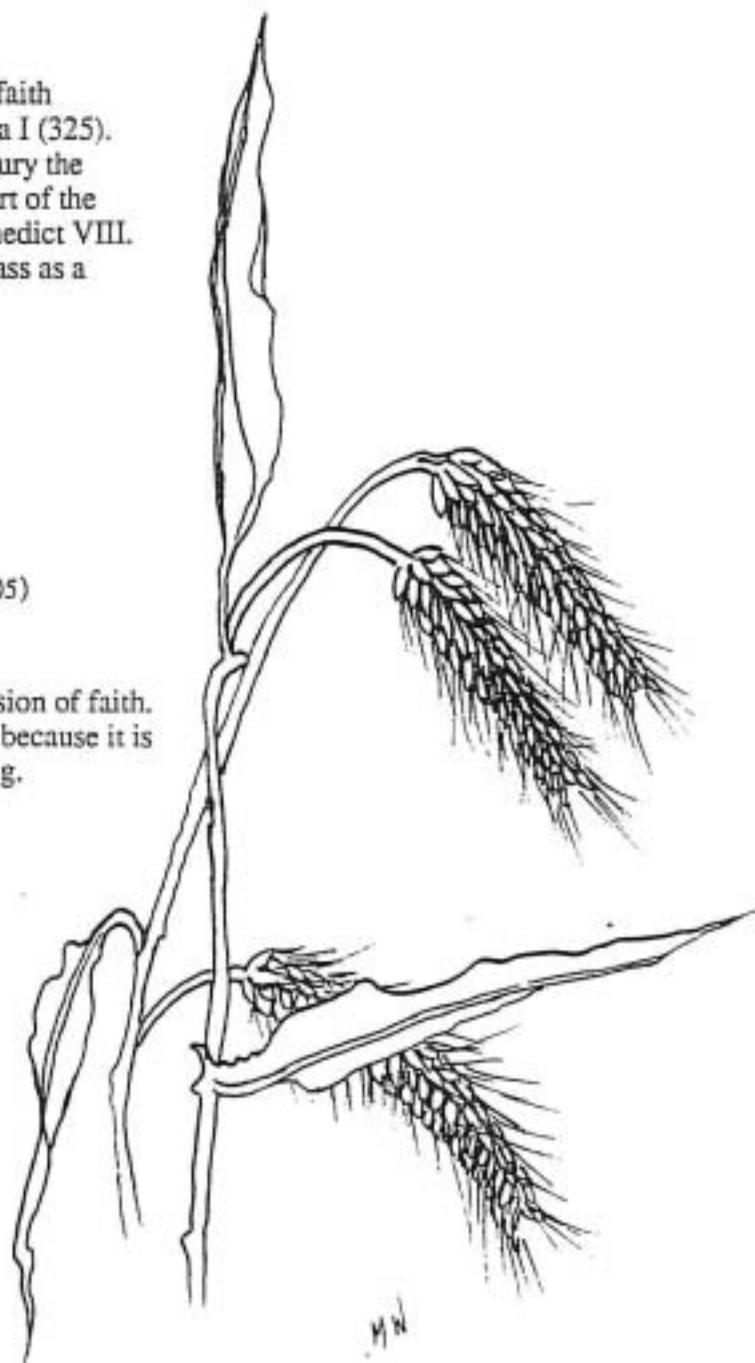 faith
a I (325).
ury the
rt of the
nedict VIII.
ass as a
05)
sion of faith.
because it is
g.
MW